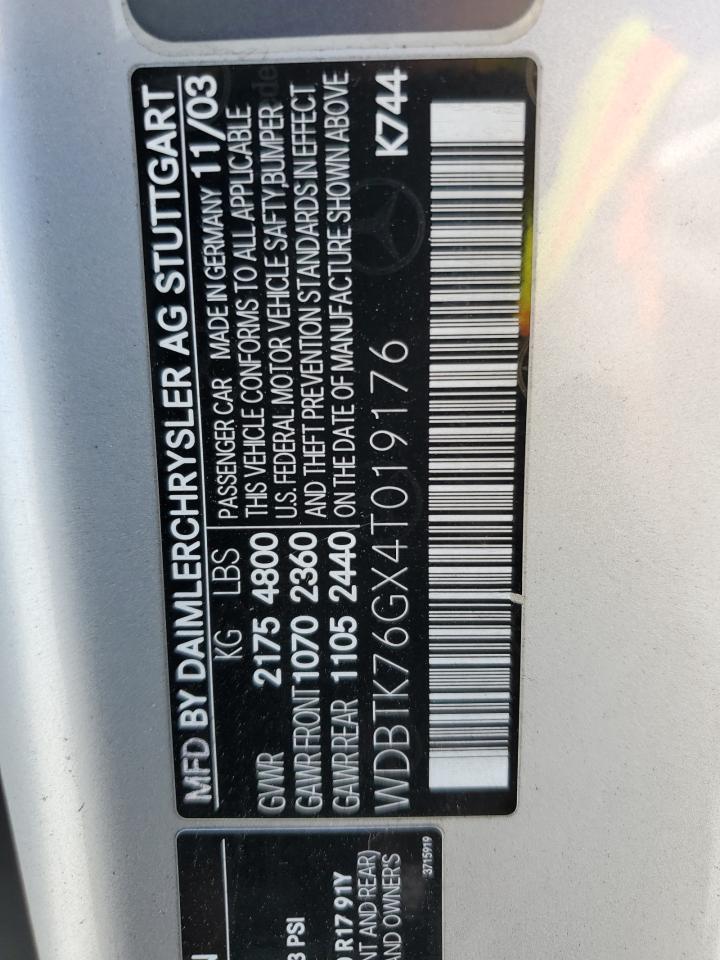 MFD BY DAIMLERCHRYSLER AG STUTTGART
KG LBS PASSENGER CAR MADE IN GERMANY 11/03
GVWR 2175 4800 THIS VEHICLE CONFORMS TO ALL APPLICABLE
U.S. FEDERAL MOTOR VEHICLE SAFTY,BUMPER,
GAWR FRONT 1070 2360 AND THEFT PREVENTION STANDARDS IN EFFECT
GAWR REAR 1105 2440 ON THE DATE OF MANUFACTURE SHOWN ABOVE
WDBTK76GX4T019176 K744
PSI
R17 91Y
AND REAR)
AND OWNER'S
3715919